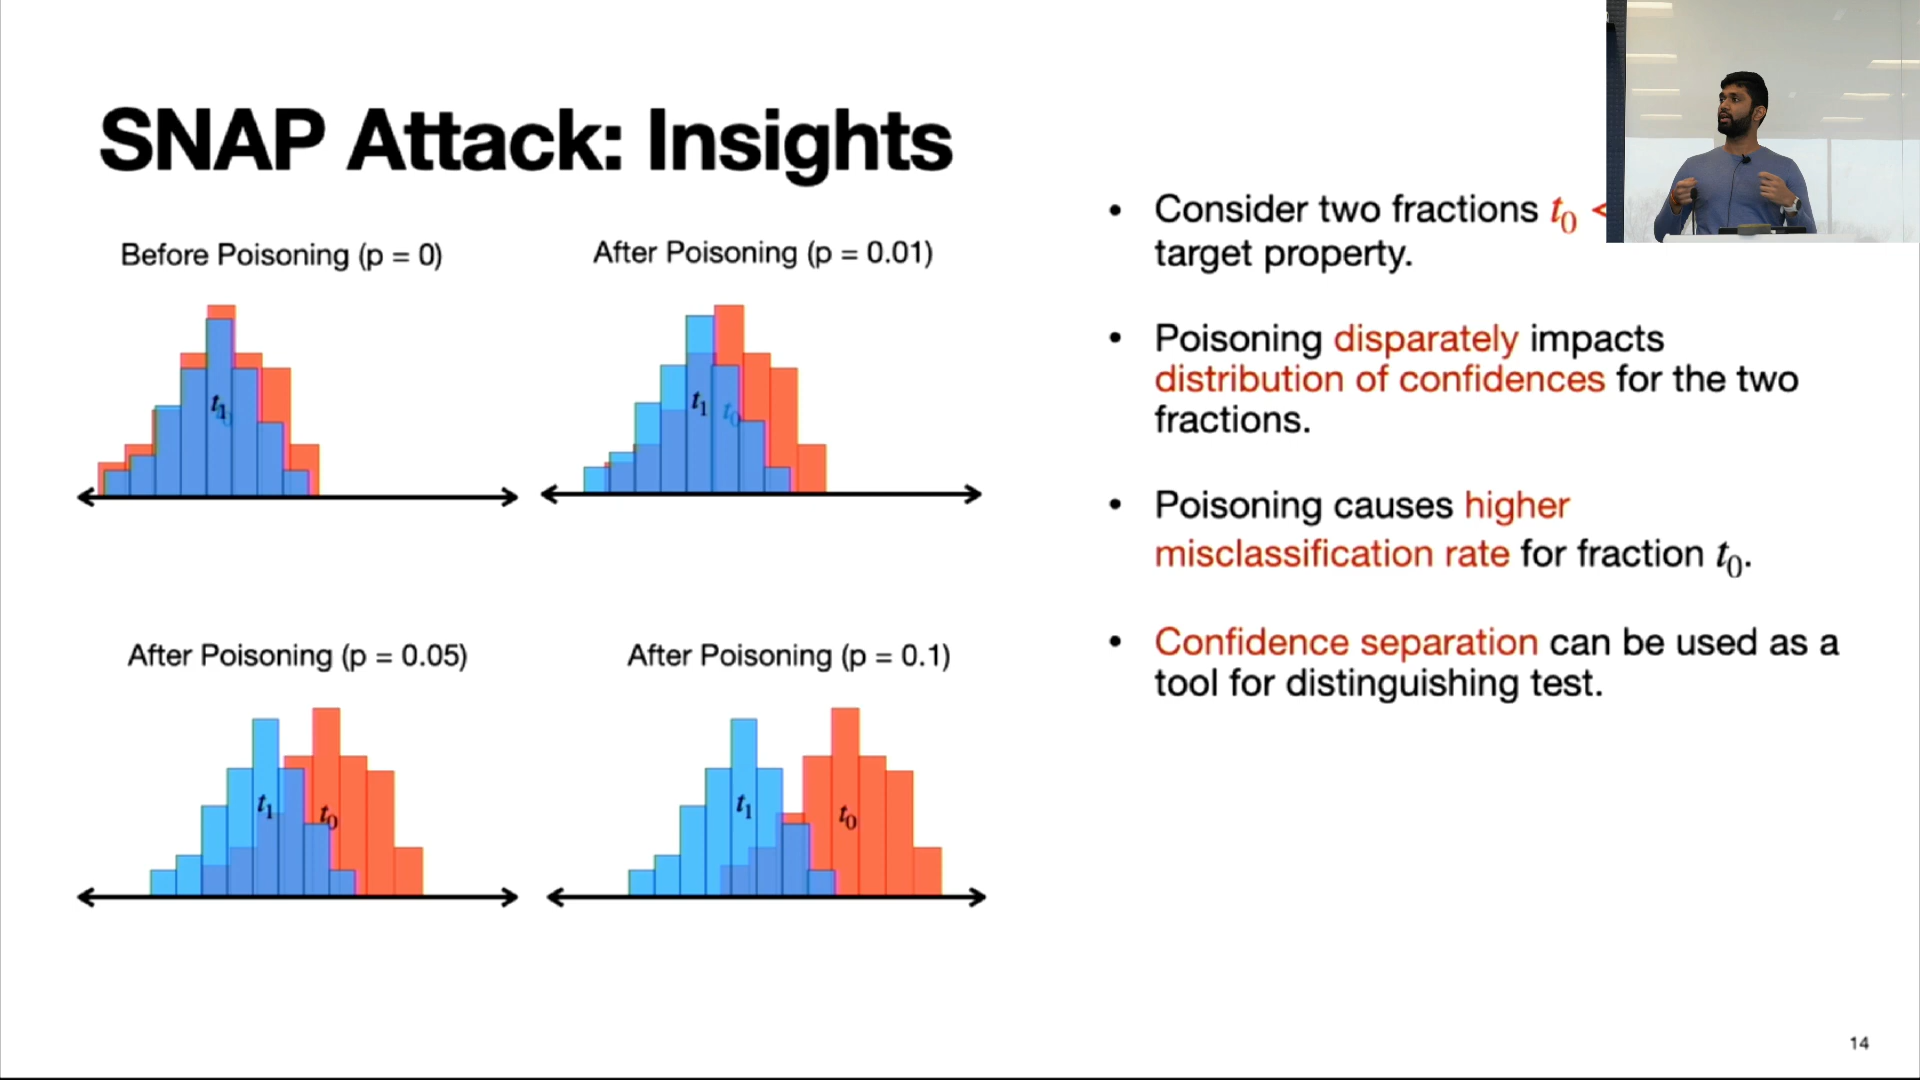 SNAP Attack: Insights
Before Poisoning (p = 0)
After Poisoning (p = 0.01)
t1
t1 t0
After Poisoning (p = 0.05)
After Poisoning (p = 0.1)
t1 t0
t1 t0
• Consider two fractions t0 <
target property.
• Poisoning disparately impacts
distribution of confidences for the two
fractions.
• Poisoning causes higher
misclassification rate for fraction t0.
• Confidence separation can be used as a
tool for distinguishing test.
14